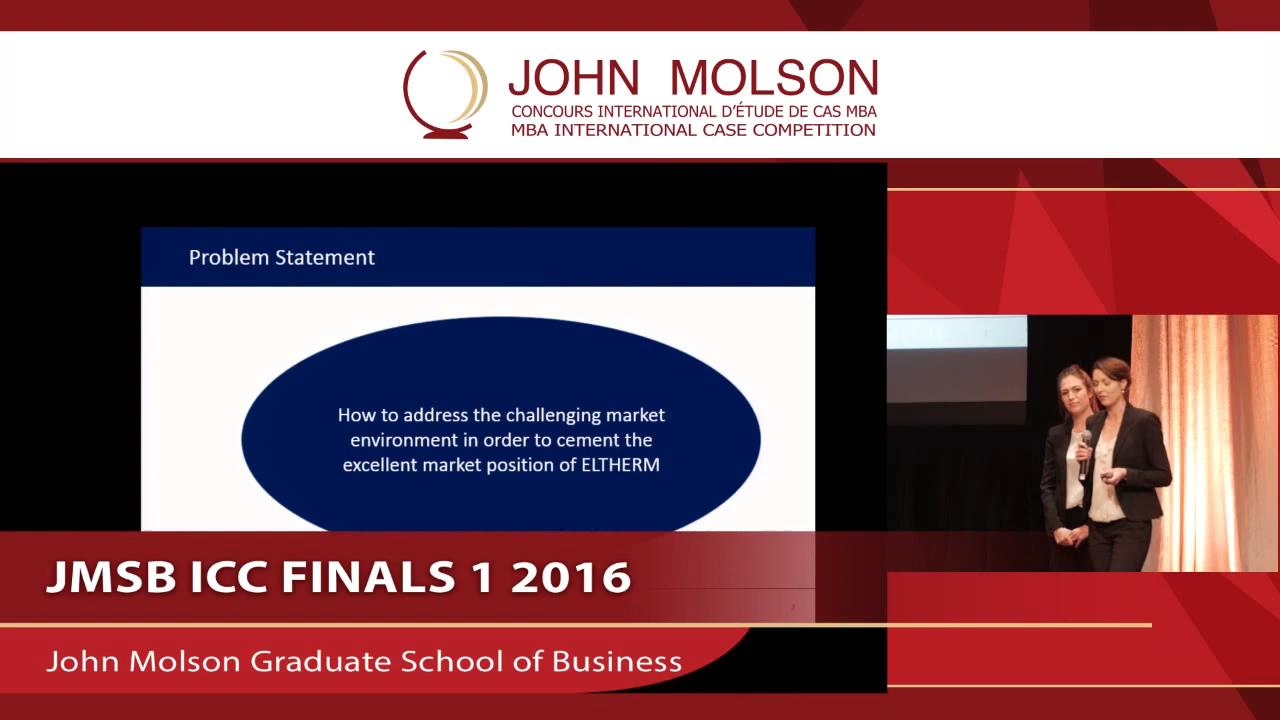 JOHN MOLSON
CONCOURS INTERNATIONAL D'ÉTUDE DE CAS MBA
MBA INTERNATIONAL CASE COMPETITION
Problem Statement
How to address the challenging market
environment in order to cement the
excellent market position of ELTHERM
2
JMSB ICC FINALS 1 2016
John Molson Graduate School of Business